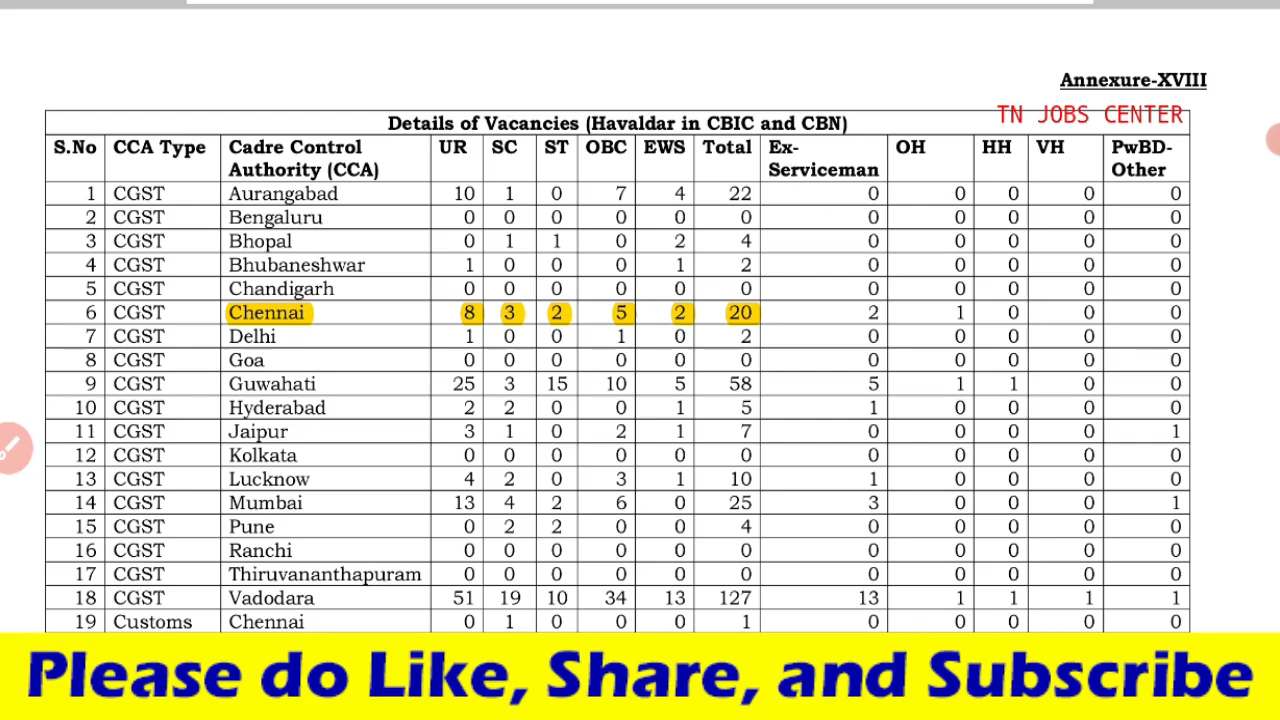 Annexure-XVIII
TN JOBS CENTER
Details of Vacancies (Havaldar in CBIC and CBN)
S.No CCA Type Cadre Control Authority (CCA) UR SC ST OBC EWS Total Ex-Serviceman OH HH VH PwBD-Other
1 CGST Aurangabad 10 1 0 7 4 22 0 0 0 0 0
2 CGST Bengaluru 0 0 0 0 0 0 0 0 0 0 0
3 CGST Bhopal 0 1 1 0 2 4 0 0 0 0 0
4 CGST Bhubaneshwar 1 0 0 0 1 2 0 0 0 0 0
5 CGST Chandigarh 0 0 0 0 0 0 0 0 0 0 0
6 CGST Chennai 8 3 2 5 2 20 2 1 0 0 0
7 CGST Delhi 1 0 0 1 0 2 0 0 0 0 0
8 CGST Goa 0 0 0 0 0 0 0 0 0 0 0
9 CGST Guwahati 25 3 15 10 5 58 5 1 1 0 0
10 CGST Hyderabad 2 2 0 0 1 5 1 0 0 0 0
11 CGST Jaipur 3 1 0 2 1 7 0 0 0 0 1
12 CGST Kolkata 0 0 0 0 0 0 0 0 0 0 0
13 CGST Lucknow 4 2 0 3 1 10 1 0 0 0 0
14 CGST Mumbai 13 4 2 6 0 25 3 0 0 0 1
15 CGST Pune 0 2 2 0 0 4 0 0 0 0 0
16 CGST Ranchi 0 0 0 0 0 0 0 0 0 0 0
17 CGST Thiruvananthapuram 0 0 0 0 0 0 0 0 0 0 0
18 CGST Vadodara 51 19 10 34 13 127 13 1 1 1 1
19 Customs Chennai 0 1 0 0 0 1 0 0 0 0 0
Please do Like, Share, and Subscribe